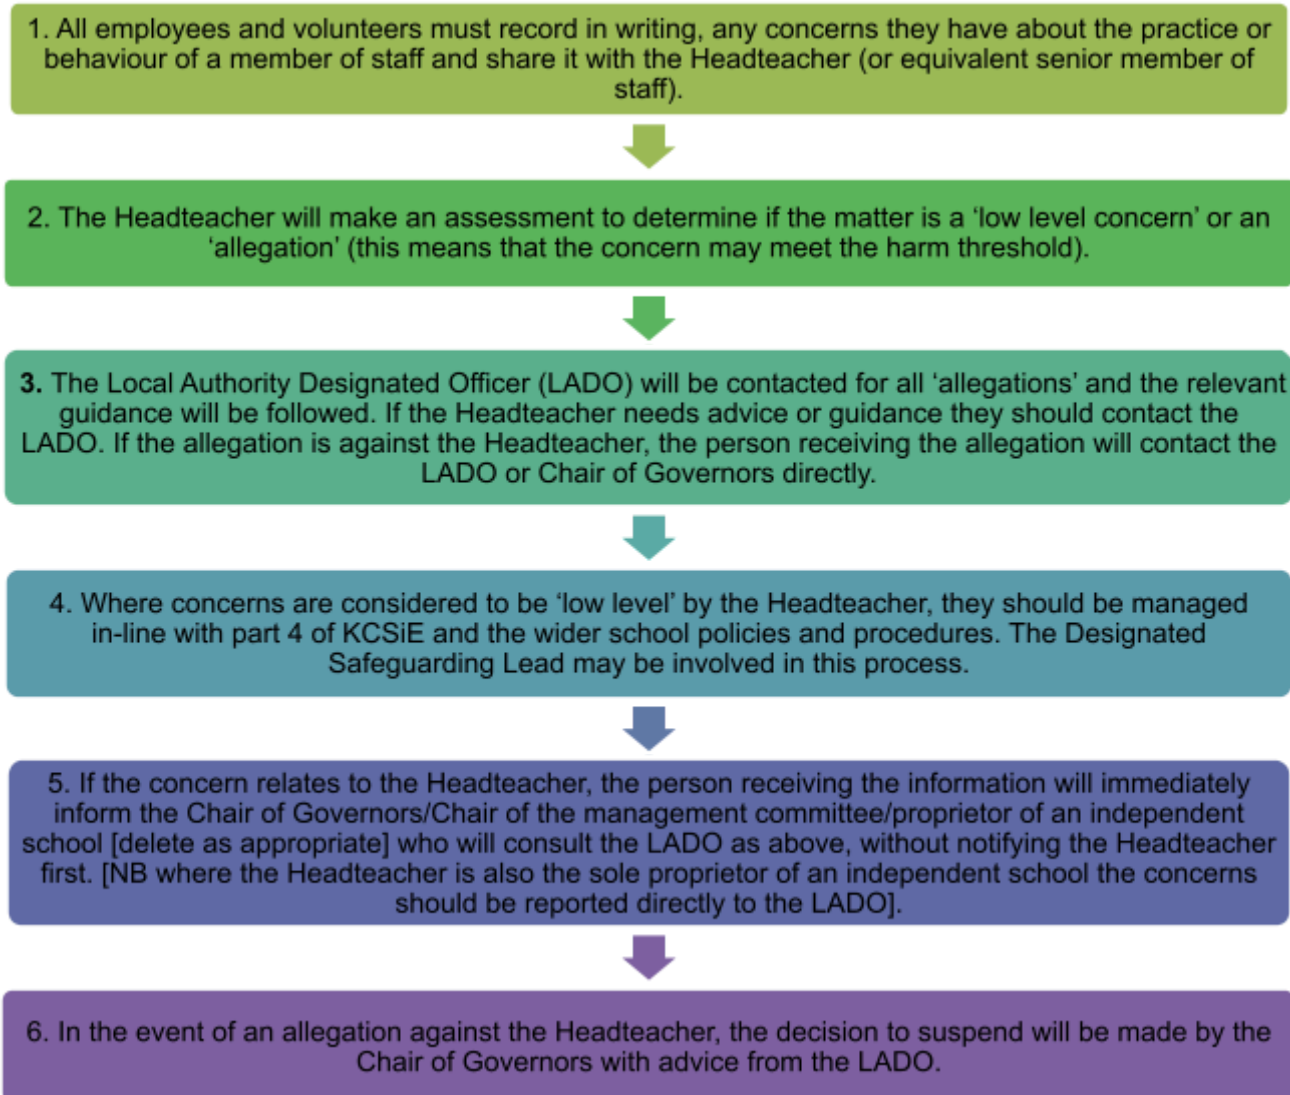 1. All employees and volunteers must record in writing, any concerns they have about the practice or
behaviour of a member of staff and share it with the Headteacher (or equivalent senior member of
staff).
2. The Headteacher will make an assessment to determine if the matter is a ‘low level concern’ or an
‘allegation’ (this means that the concern may meet the harm threshold).
3. The Local Authority Designated Officer (LADO) will be contacted for all ‘allegations’ and the relevant
guidance will be followed. If the Headteacher needs advice or guidance they should contact the
LADO. If the allegation is against the Headteacher, the person receiving the allegation will contact the
LADO or Chair of Governors directly.
4. Where concerns are considered to be ‘low level’ by the Headteacher, they should be managed
in-line with part 4 of KCSiE and the wider school policies and procedures. The Designated
Safeguarding Lead may be involved in this process.
5. If the concern relates to the Headteacher, the person receiving the information will immediately
inform the Chair of Governors/Chair of the management committee/proprietor of an independent
school [delete as appropriate] who will consult the LADO as above, without notifying the Headteacher
first. [NB where the Headteacher is also the sole proprietor of an independent school the concerns
should be reported directly to the LADO].
6. In the event of an allegation against the Headteacher, the decision to suspend will be made by the
Chair of Governors with advice from the LADO.